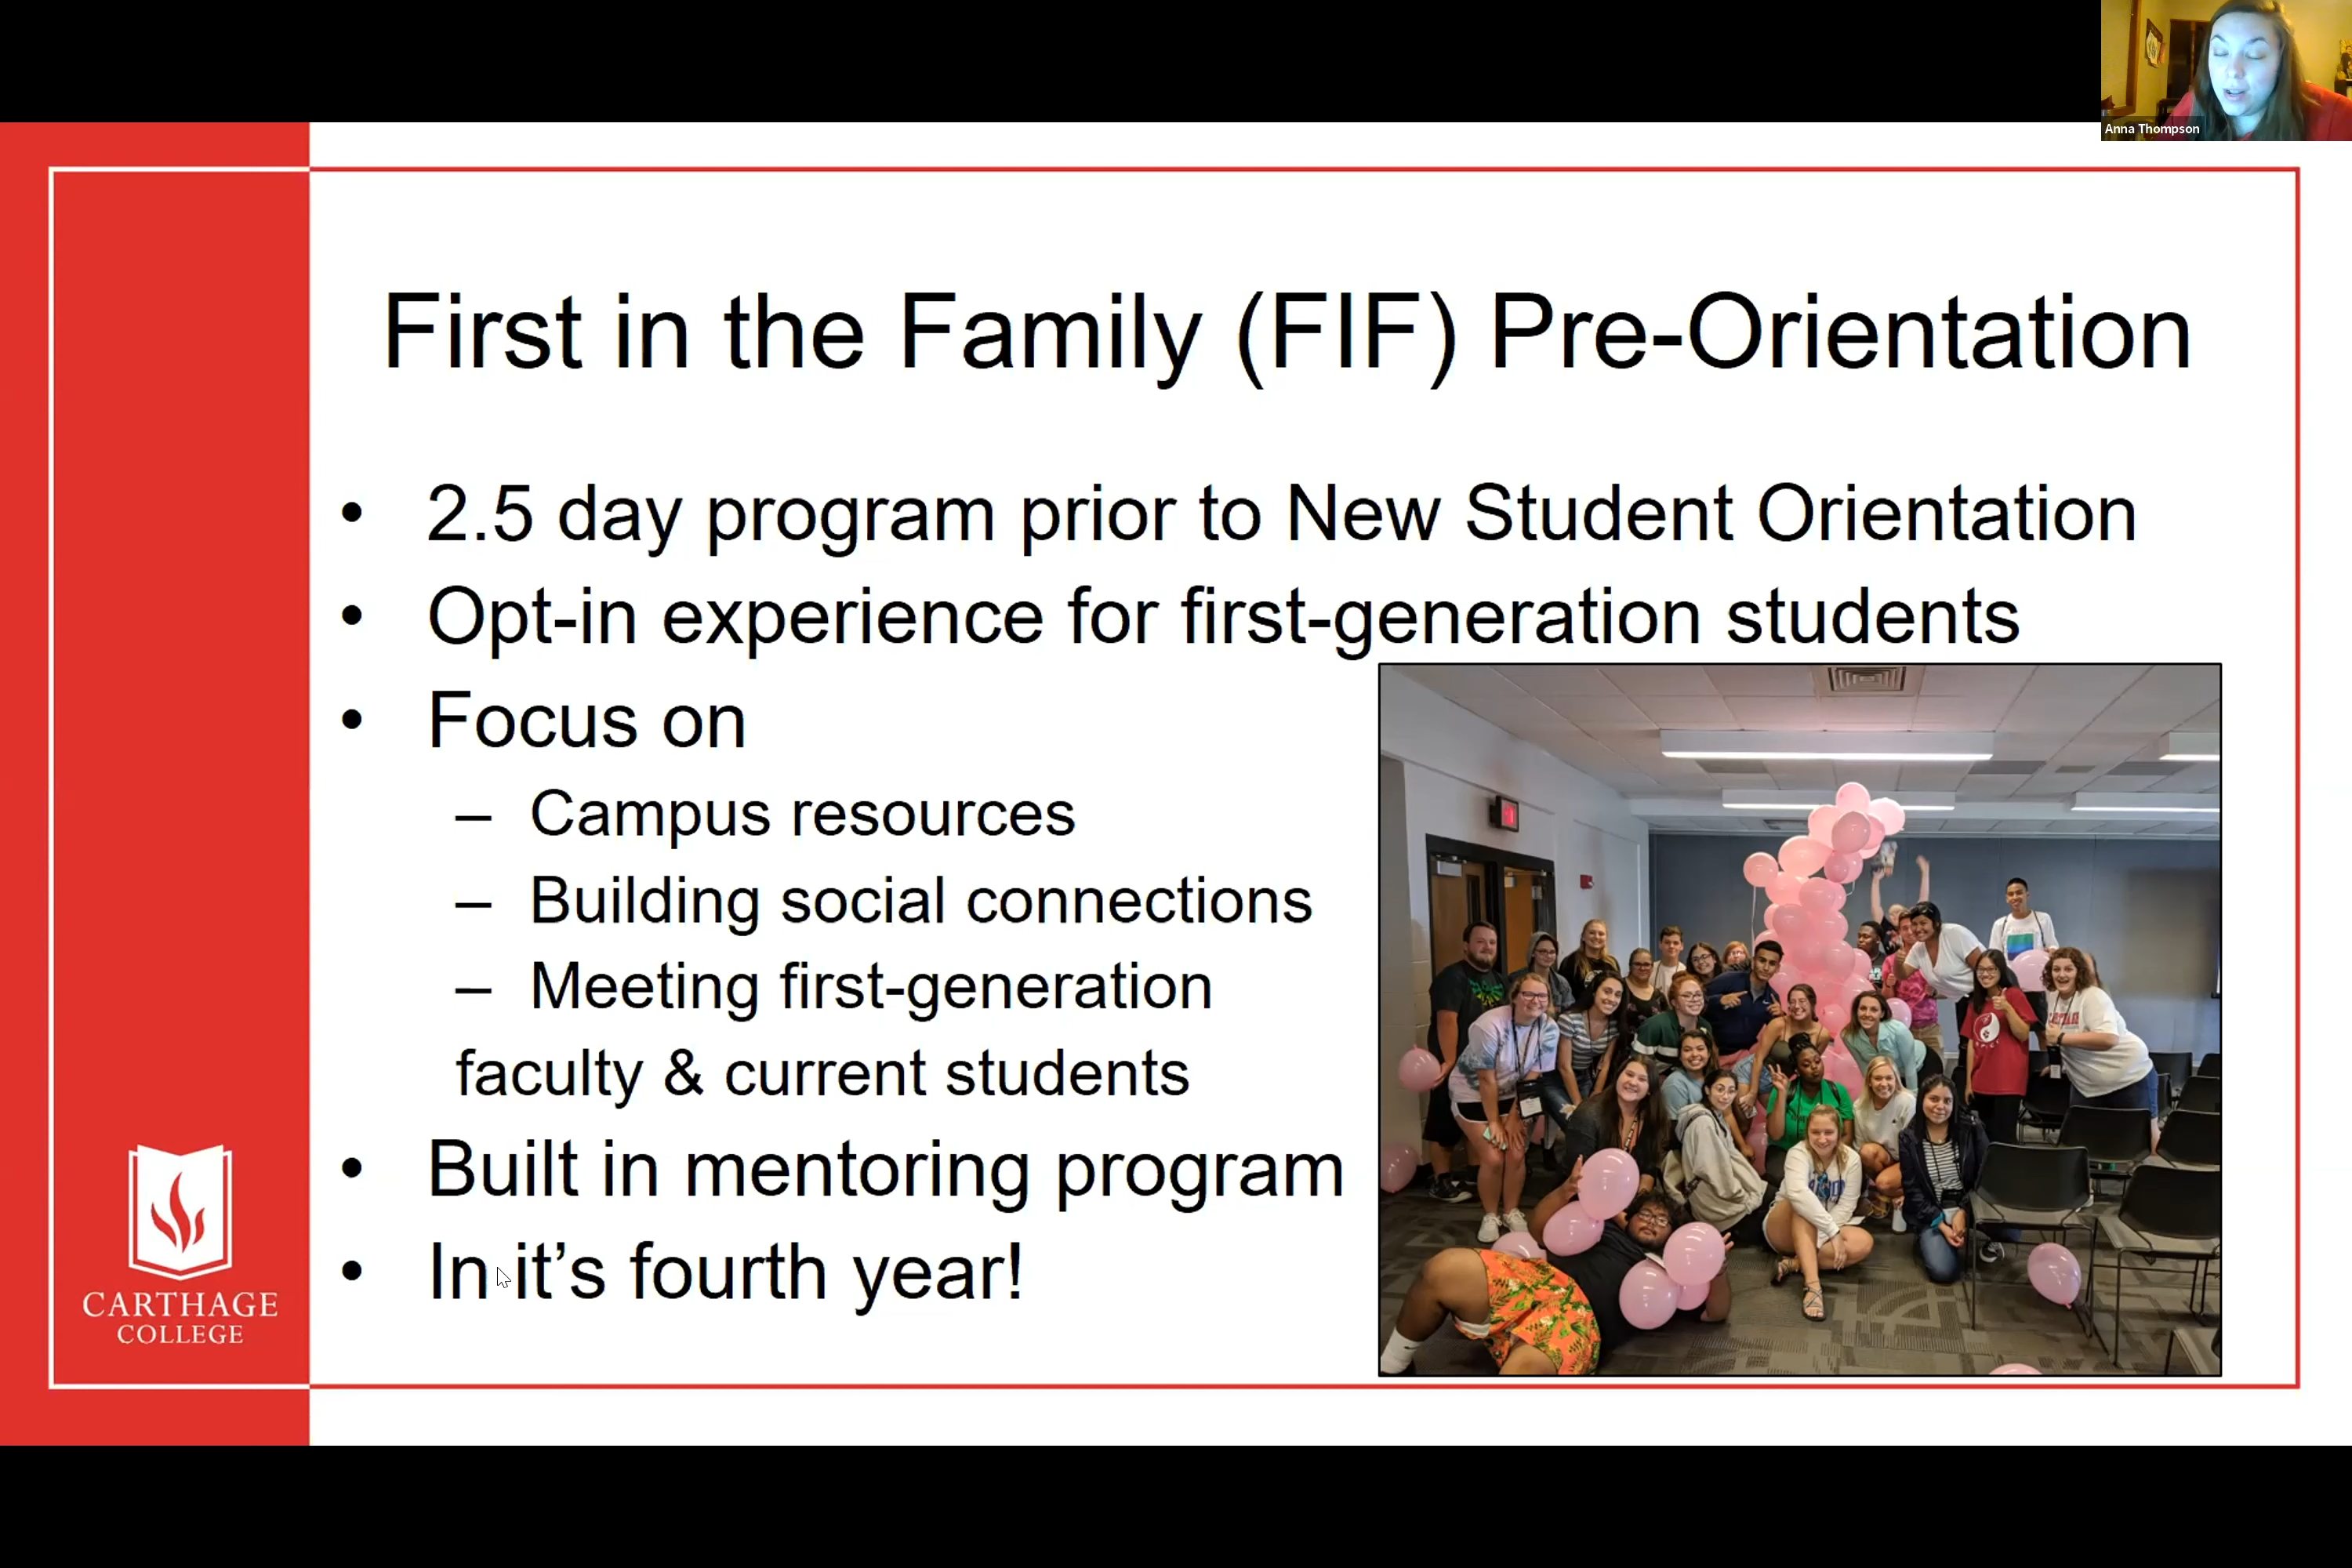 Anna Thompson
First in the Family (FIF) Pre-Orientation
• 2.5 day program prior to New Student Orientation
• Opt-in experience for first-generation students
• Focus on
– Campus resources
– Building social connections
– Meeting first-generation
faculty & current students
• Built in mentoring program
• In it’s fourth year!
CARTHAGE
COLLEGE